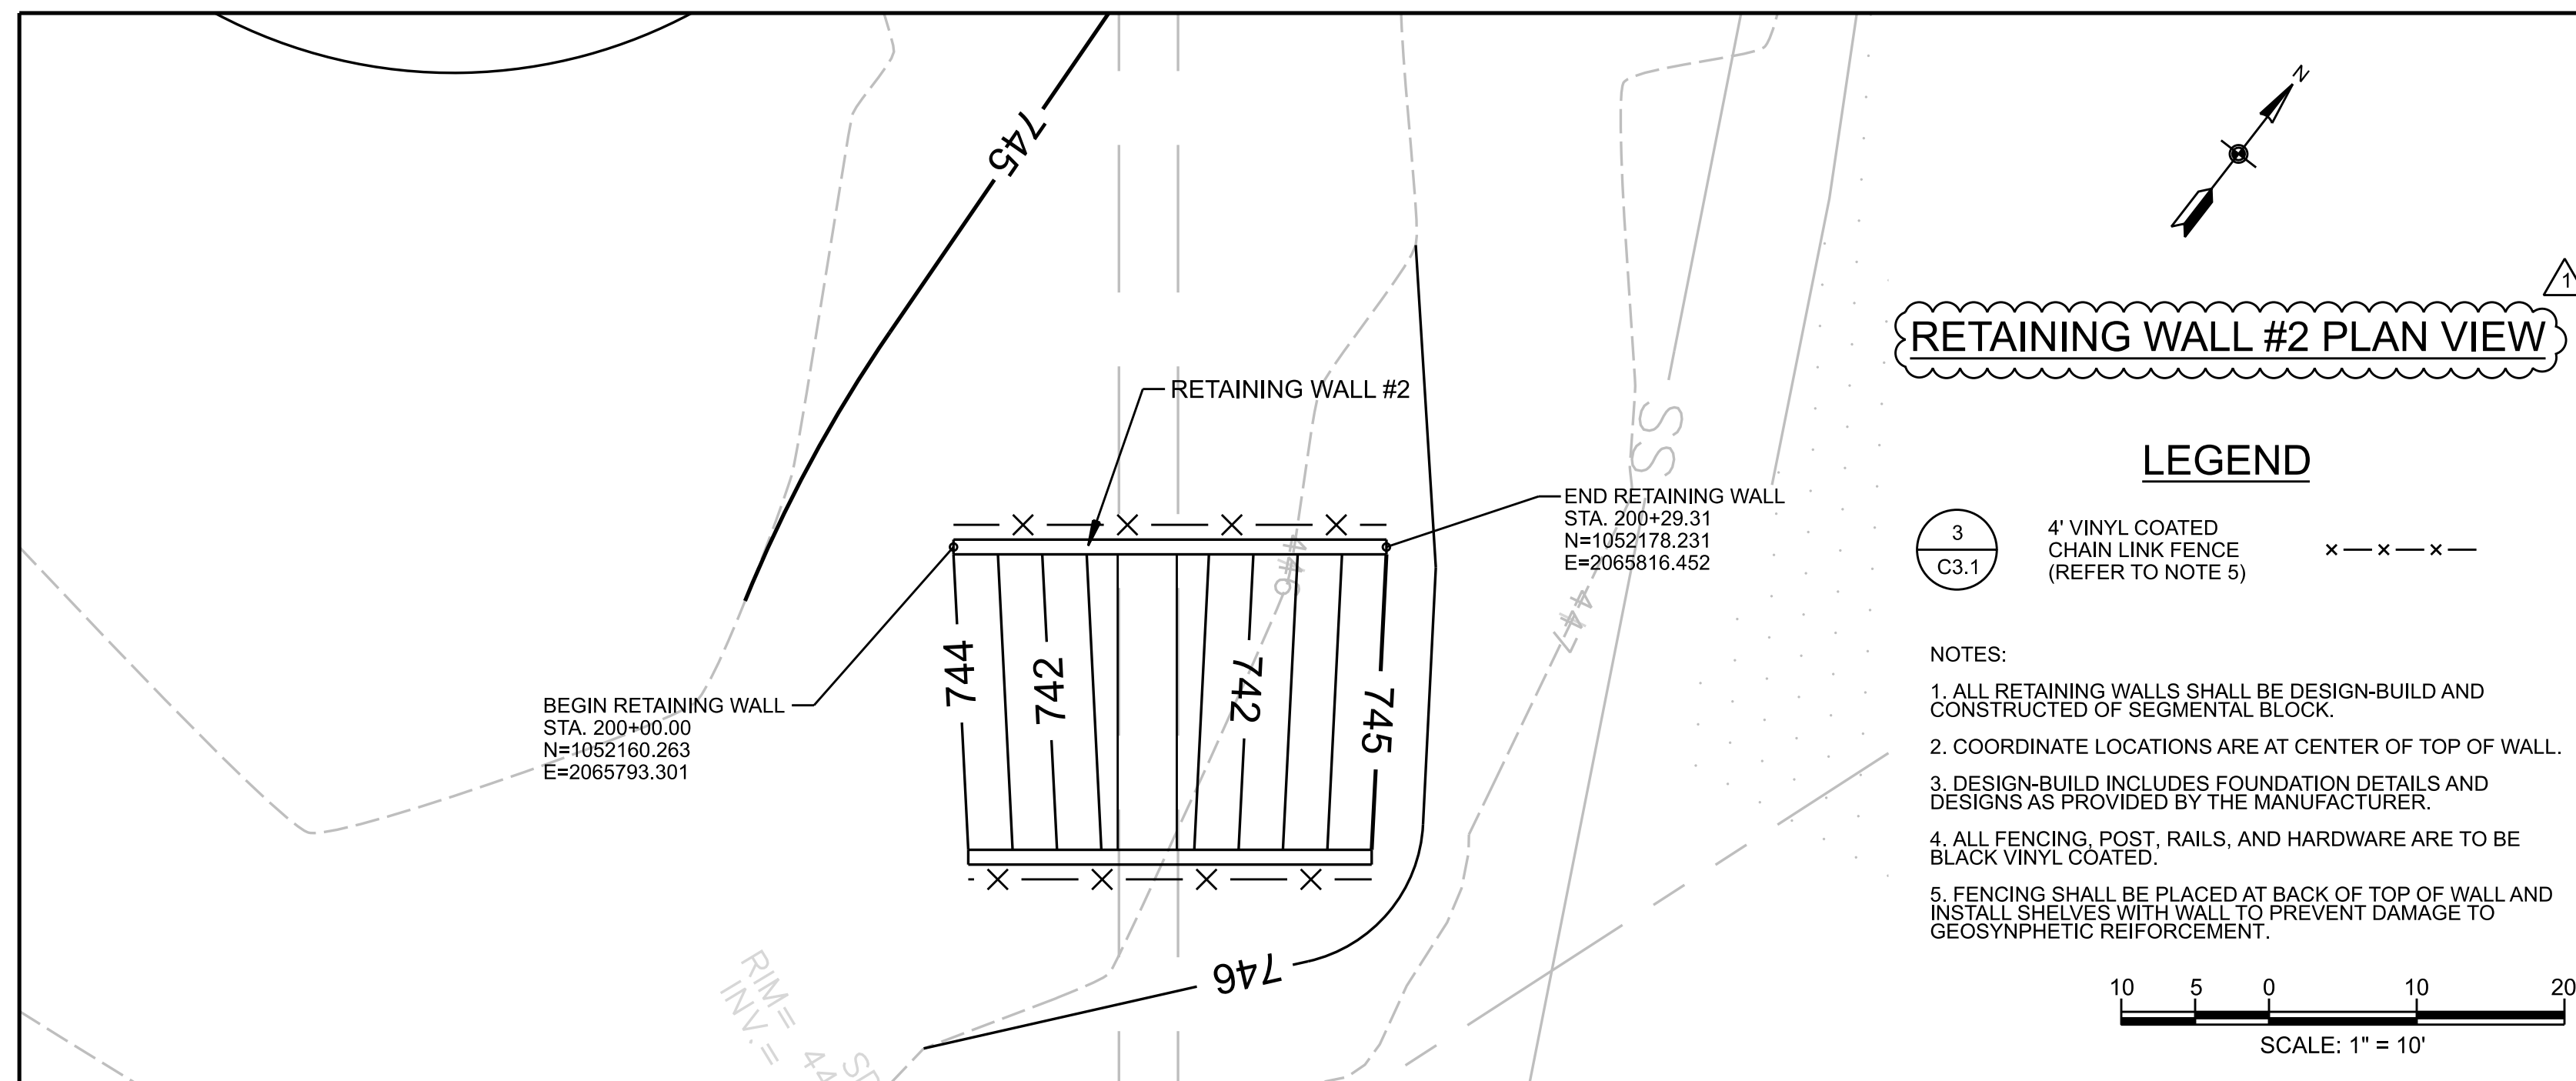 745
N
1
RETAINING WALL #2 PLAN VIEW
RETAINING WALL #2
LEGEND
3
C3.1
4' VINYL COATED
CHAIN LINK FENCE
(REFER TO NOTE 5)
SS
END RETAINING WALL
STA. 200+29.31
N=1052178.231
E=2065816.452
446
447
744
742
742
745
BEGIN RETAINING WALL
STA. 200+00.00
N=1052160.263
E=2065793.301
NOTES:
1. ALL RETAINING WALLS SHALL BE DESIGN-BUILD AND
CONSTRUCTED OF SEGMENTAL BLOCK.
2. COORDINATE LOCATIONS ARE AT CENTER OF TOP OF WALL.
3. DESIGN-BUILD INCLUDES FOUNDATION DETAILS AND
DESIGNS AS PROVIDED BY THE MANUFACTURER.
4. ALL FENCING, POST, RAILS, AND HARDWARE ARE TO BE
BLACK VINYL COATED.
5. FENCING SHALL BE PLACED AT BACK OF TOP OF WALL AND
INSTALL SHELVES WITH WALL TO PREVENT DAMAGE TO
GEOSYNPHETIC REIFORCEMENT.
746
RIM=
INV.=
10 5 0 10 20
SCALE: 1" = 10'